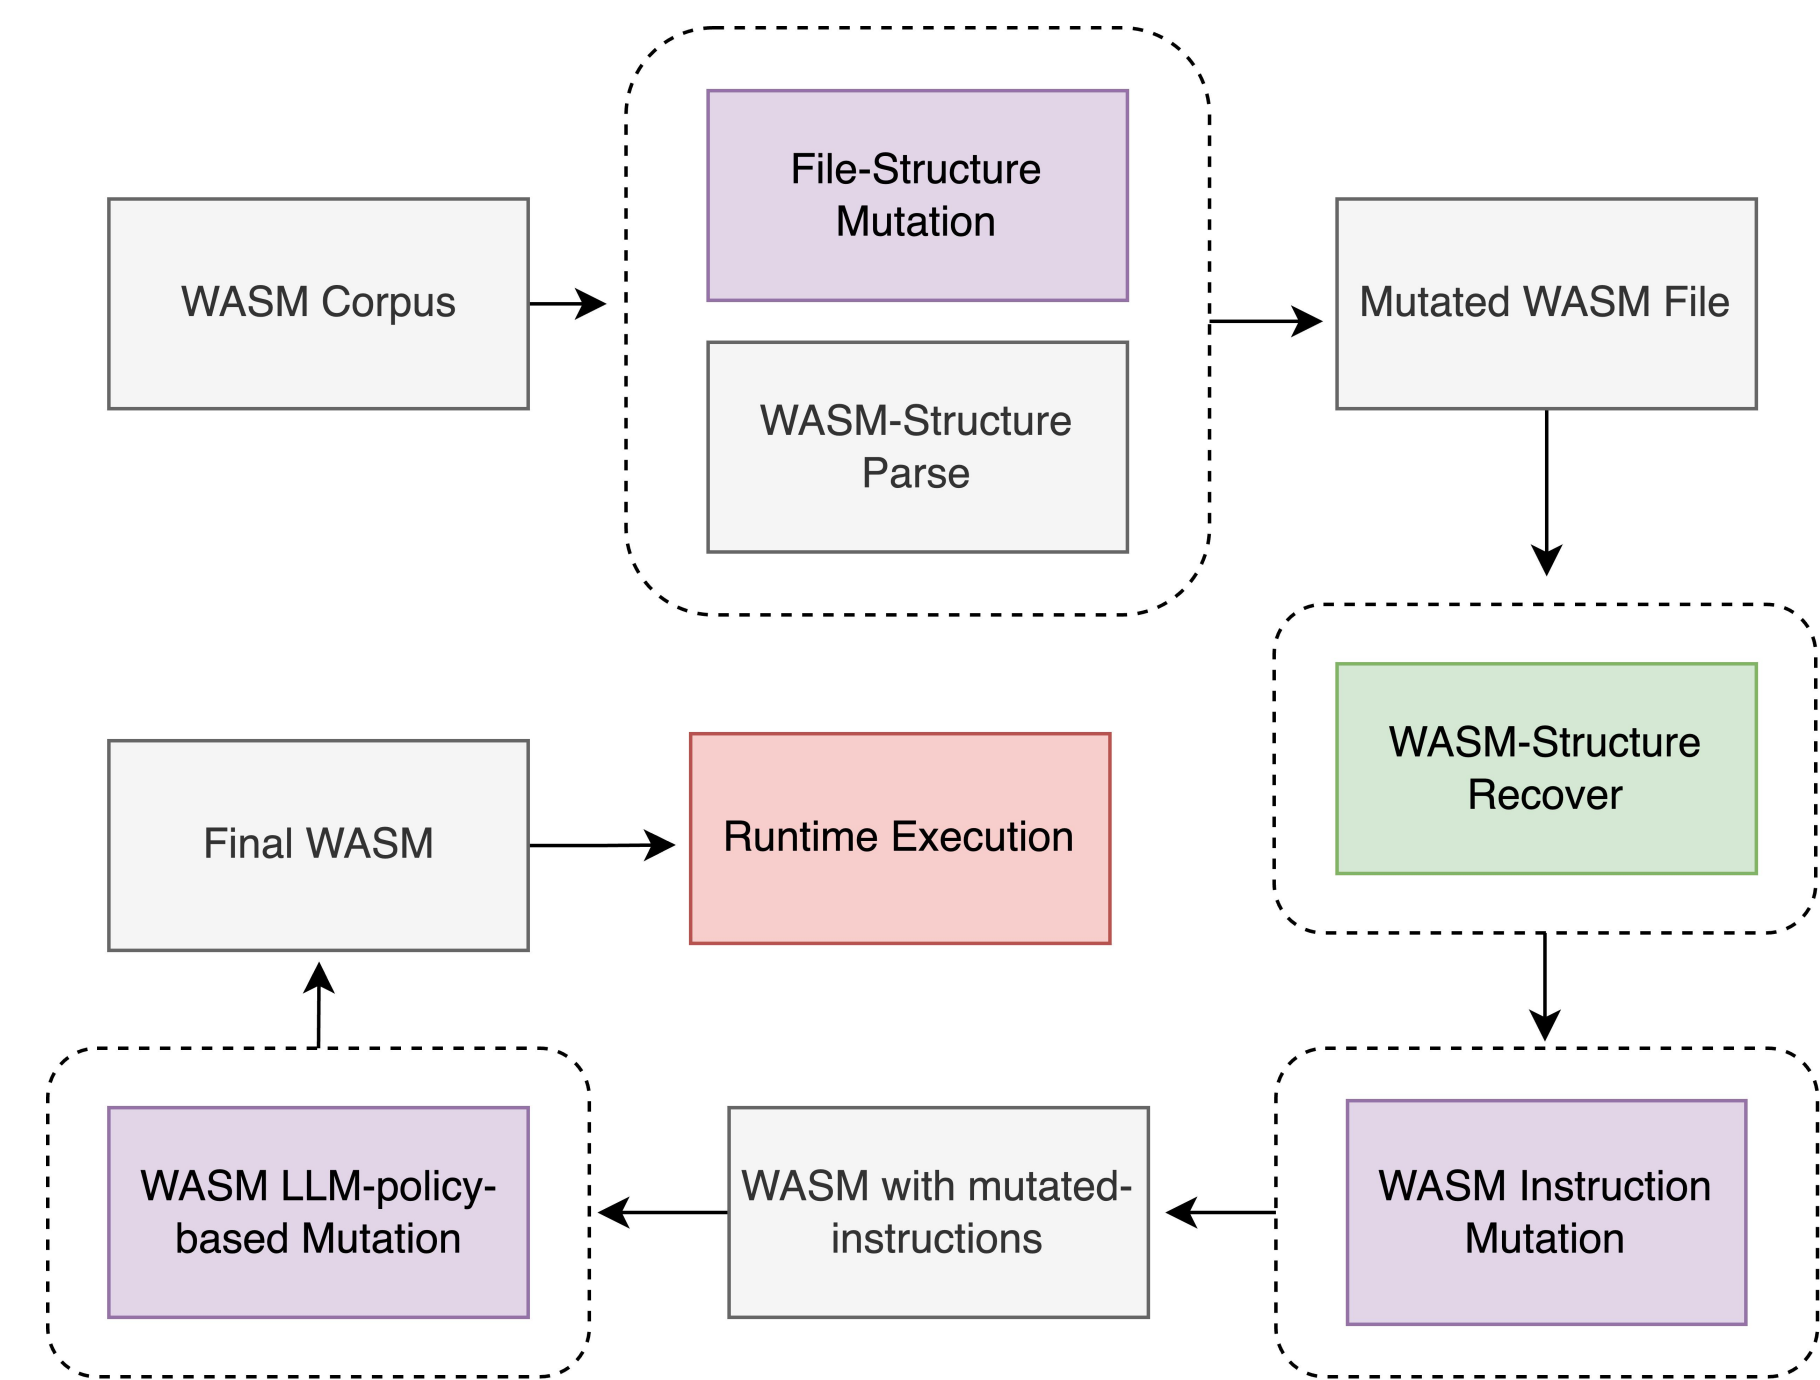 WASM Corpus
File-Structure
Mutation
WASM-Structure
Parse
Mutated WASM File
WASM-Structure
Recover
WASM Instruction
Mutation
WASM with mutated-
instructions
WASM LLM-policy-
based Mutation
Final WASM
Runtime Execution